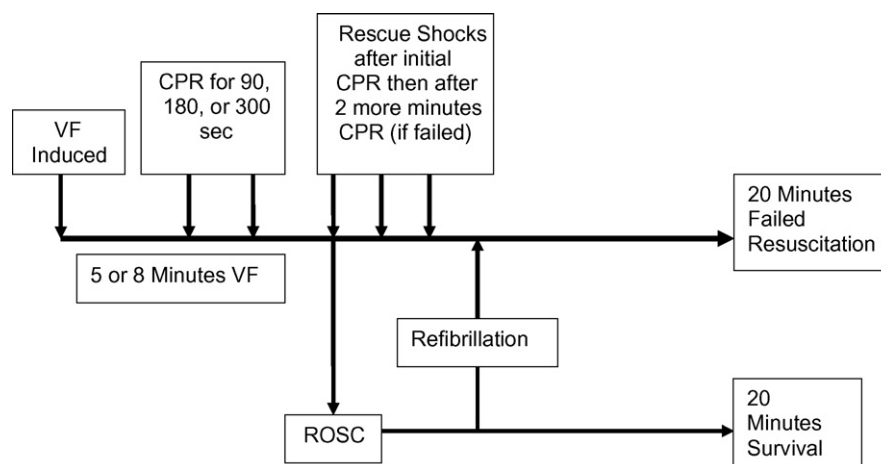 VF
Induced
CPR for 90,
180, or 300
sec
Rescue Shocks
after initial
CPR then after
2 more minutes
CPR (if failed)
20 Minutes
Failed
Resuscitation
5 or 8 Minutes VF
Refibrillation
ROSC
20
Minutes
Survival